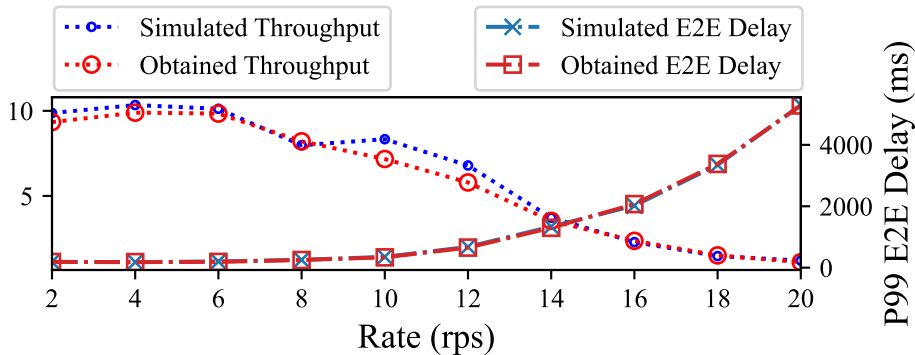 Simulated Throughput
Obtained Throughput
Simulated E2E Delay
Obtained E2E Delay
10
5
4000
2000
0
P99 E2E Delay (ms)
2 4 6 8 10 12 14 16 18 20
Rate (rps)